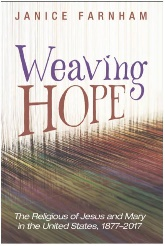 JANICE FARNHAM
Weaving
HOPE
The Religious of Jesus and Mary
in the United States, 1877–2017